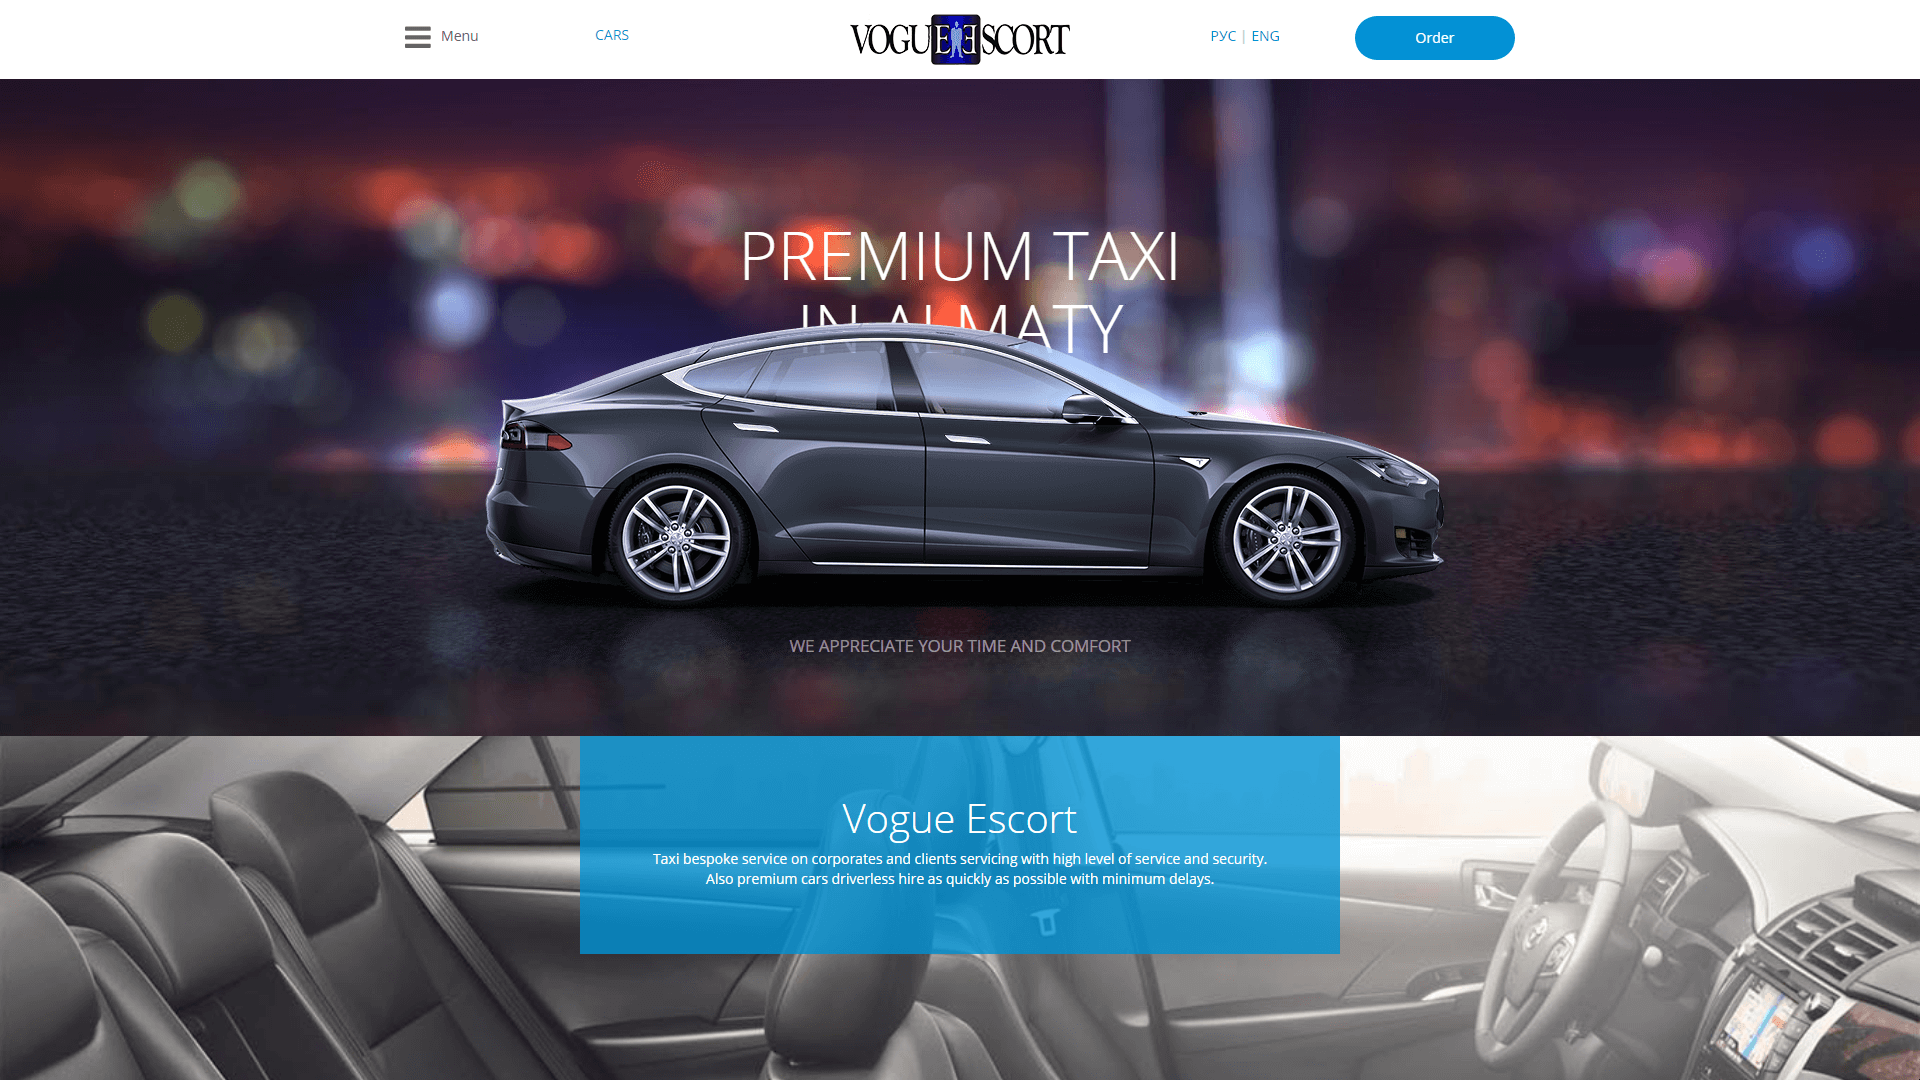 Menu
CARS
VOGUE ESCORT
РУС | ENG
Order
PREMIUM TAXI
IN ALMATY
WE APPRECIATE YOUR TIME AND COMFORT
Vogue Escort
Taxi bespoke service on corporates and clients servicing with high level of service and security.
Also premium cars driverless hire as quickly as possible with minimum delays.